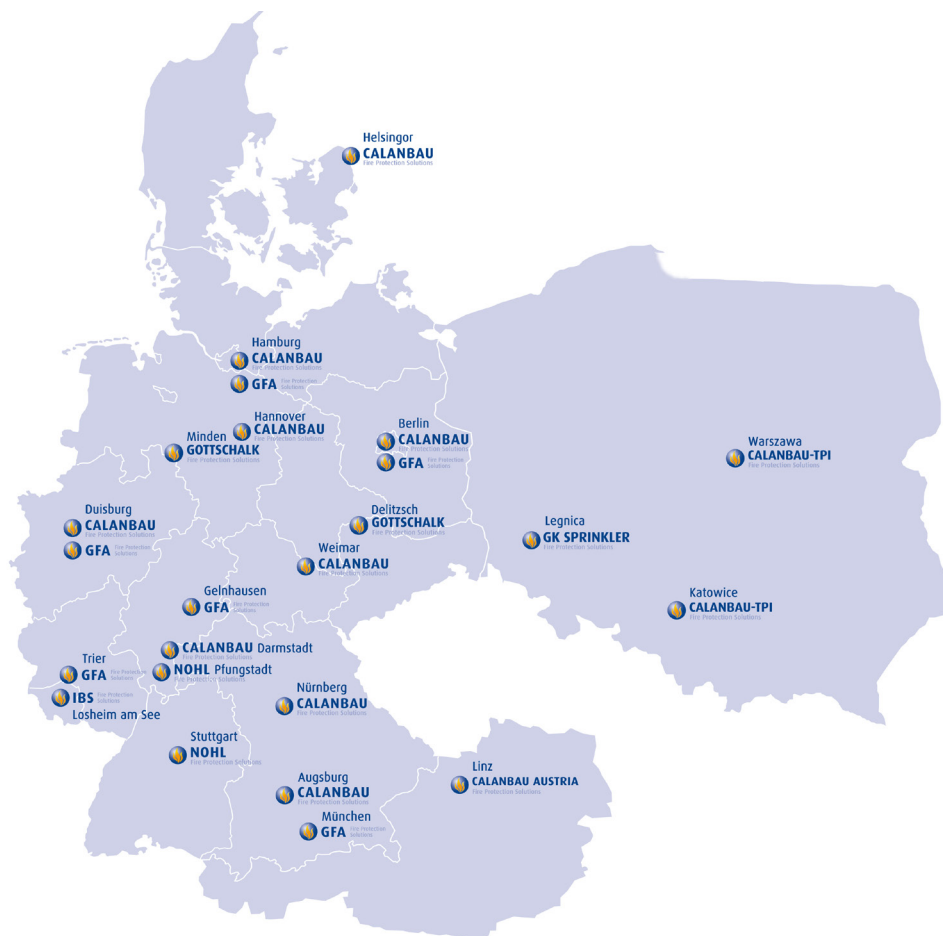 Helsingor
CALANBAU
Fire Protection Solutions
Hamburg
CALANBAU
Fire Protection Solutions
GFA Fire Protection
Solutions
Hannover
CALANBAU
Fire Protection Solutions
Minden
GOTTSCHALK
Fire Protection Solutions
Berlin
CALANBAU
Fire Protection Solutions
GFA Fire Protection
Solutions
Warszawa
CALANBAU-TPI
Fire Protection Solutions
Duisburg
CALANBAU
Fire Protection Solutions
GFA Fire Protection
Solutions
Delitzsch
GOTTSCHALK
Fire Protection Solutions
Legnica
GK SPRINKLER
Fire Protection Solutions
Weimar
CALANBAU
Fire Protection Solutions
Gelnhausen
GFA Fire Protection
Solutions
Katowice
CALANBAU-TPI
Fire Protection Solutions
CALANBAU Darmstadt
Fire Protection Solutions
NOHL Pfungstadt
Fire Protection Solutions
Trier
GFA Fire Protection
Solutions
IBS Fire Protection
Solutions
Losheim am See
Nürnberg
CALANBAU
Fire Protection Solutions
Stuttgart
NOHL
Fire Protection Solutions
Linz
CALANBAU AUSTRIA
Fire Protection Solutions
Augsburg
CALANBAU
Fire Protection Solutions
München
GFA Fire Protection
Solutions